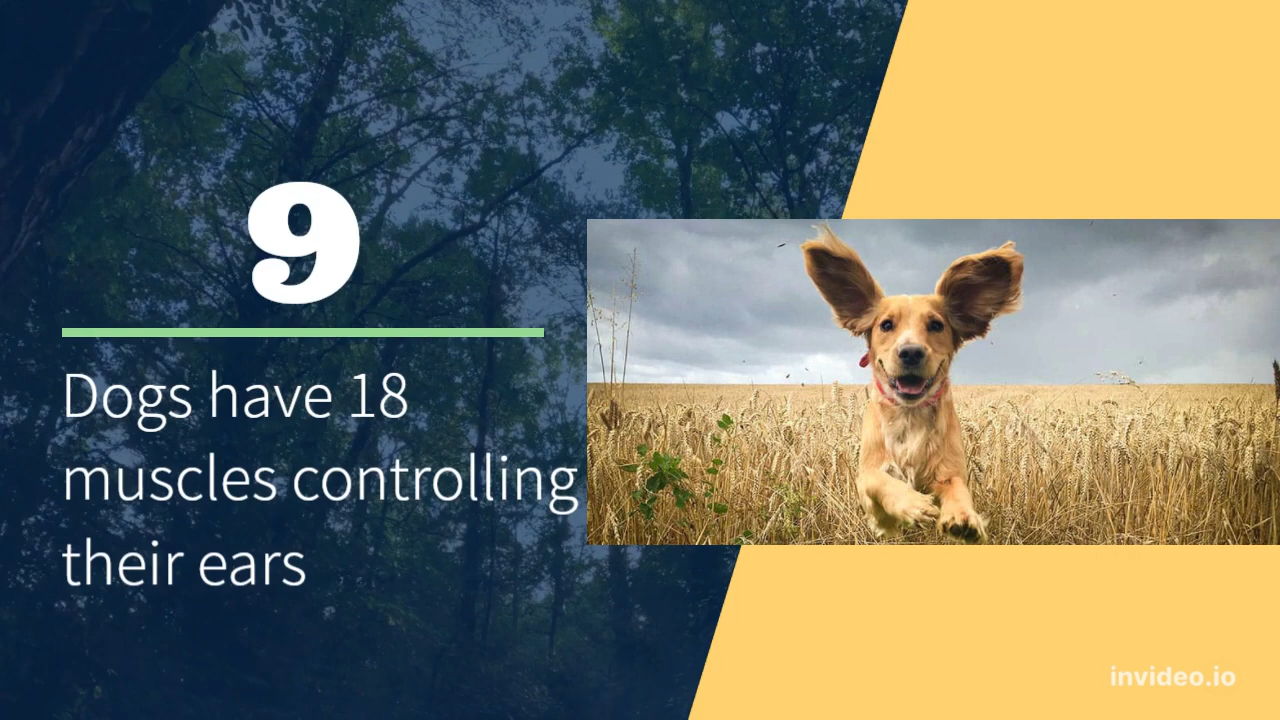 9
Dogs have 18
muscles controlling
their ears
invideo.io